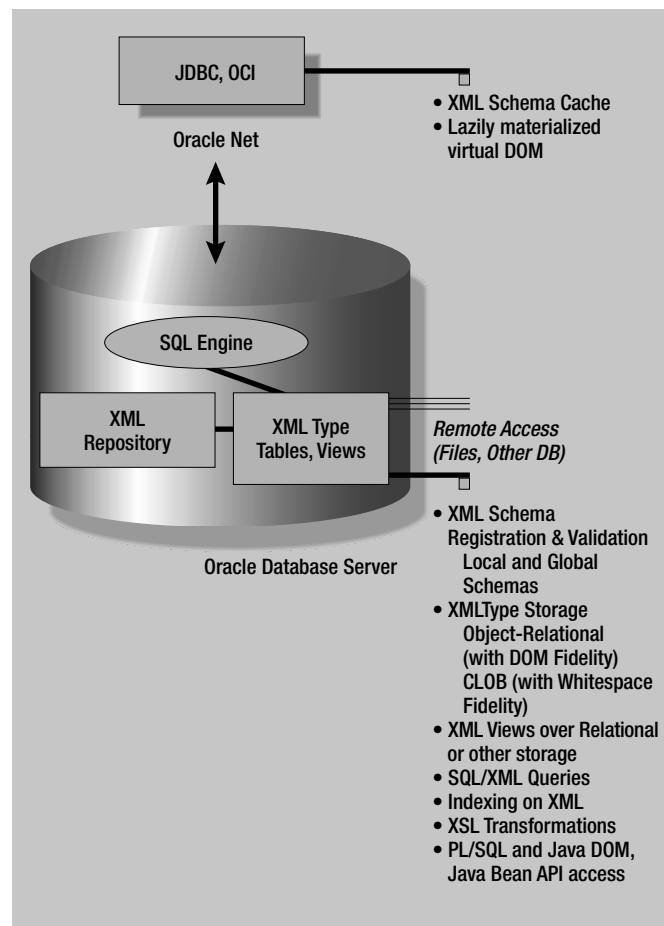 JDBC, OCI
• XML Schema Cache
• Lazily materialized
virtual DOM
Oracle Net
SQL Engine
XML
Repository
XML Type
Tables, Views
Remote Access
(Files, Other DB)
Oracle Database Server
• XML Schema
Registration & Validation
Local and Global
Schemas
• XMLType Storage
Object-Relational
(with DOM Fidelity)
CLOB (with Whitespace
Fidelity)
• XML Views over Relational
or other storage
• SQL/XML Queries
• Indexing on XML
• XSL Transformations
• PL/SQL and Java DOM,
Java Bean API access